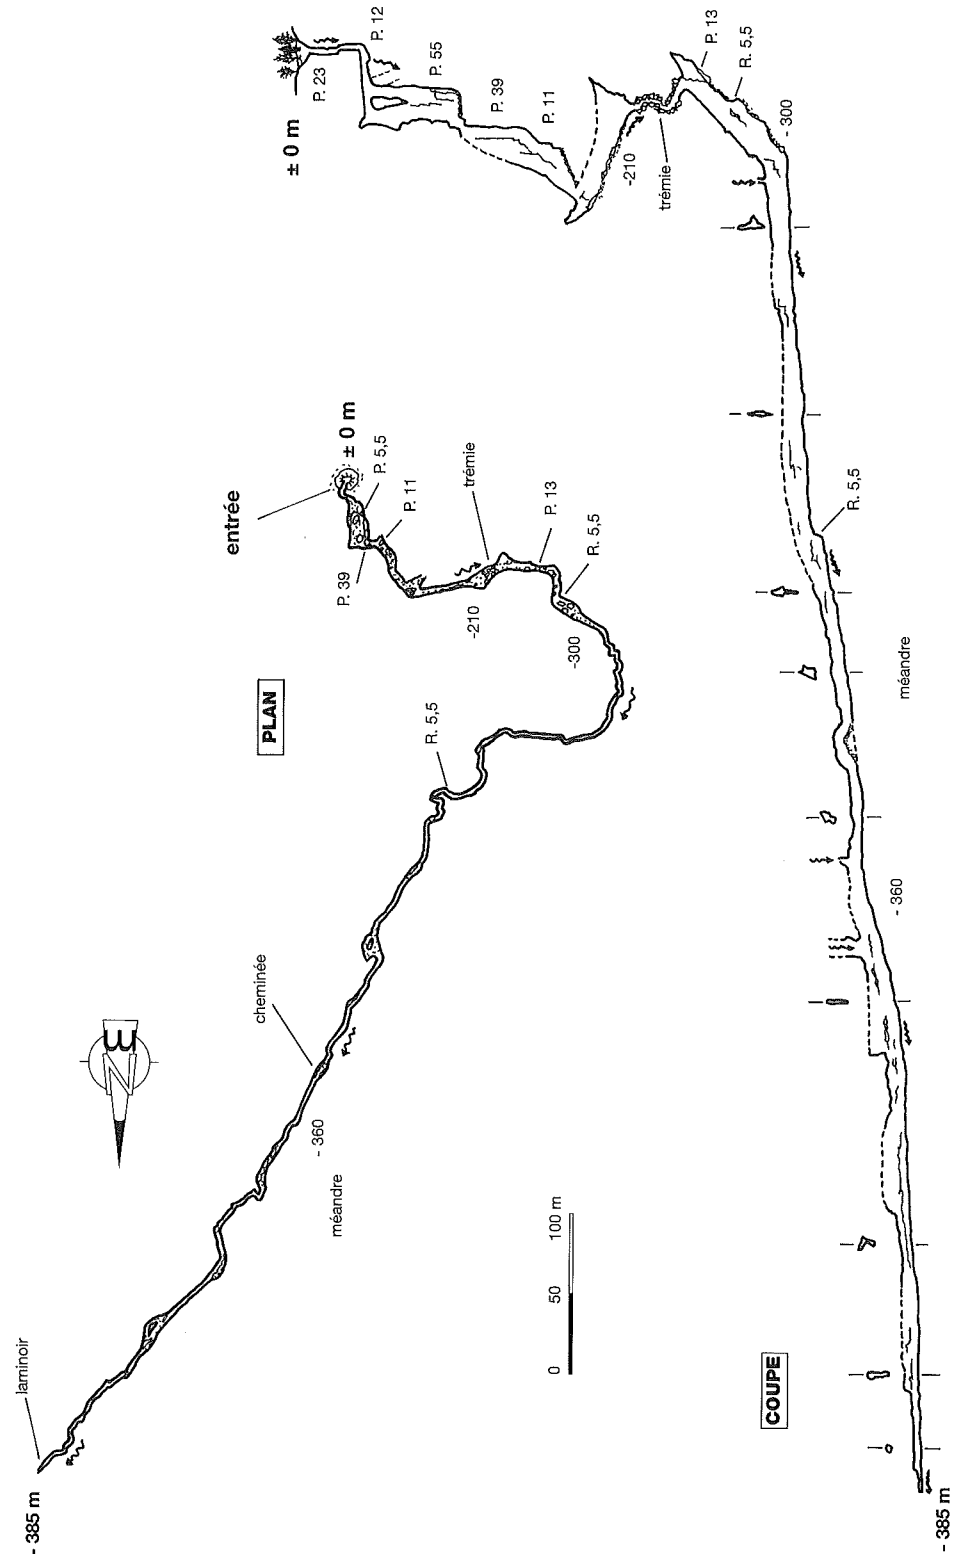 PLAN
entrée
± 0 m
P. 5,5
P. 11
P. 39
trémie
P. 13
-210
R. 5,5
-300
R. 5,5
cheminée
- 360
méandre
laminoir
- 385 m
N
0 50 100 m
COUPE
± 0 m
P. 23
P. 12
P. 55
P. 39
P. 11
-210
trémie
P. 13
R. 5,5
-300
R. 5,5
méandre
- 360
- 385 m